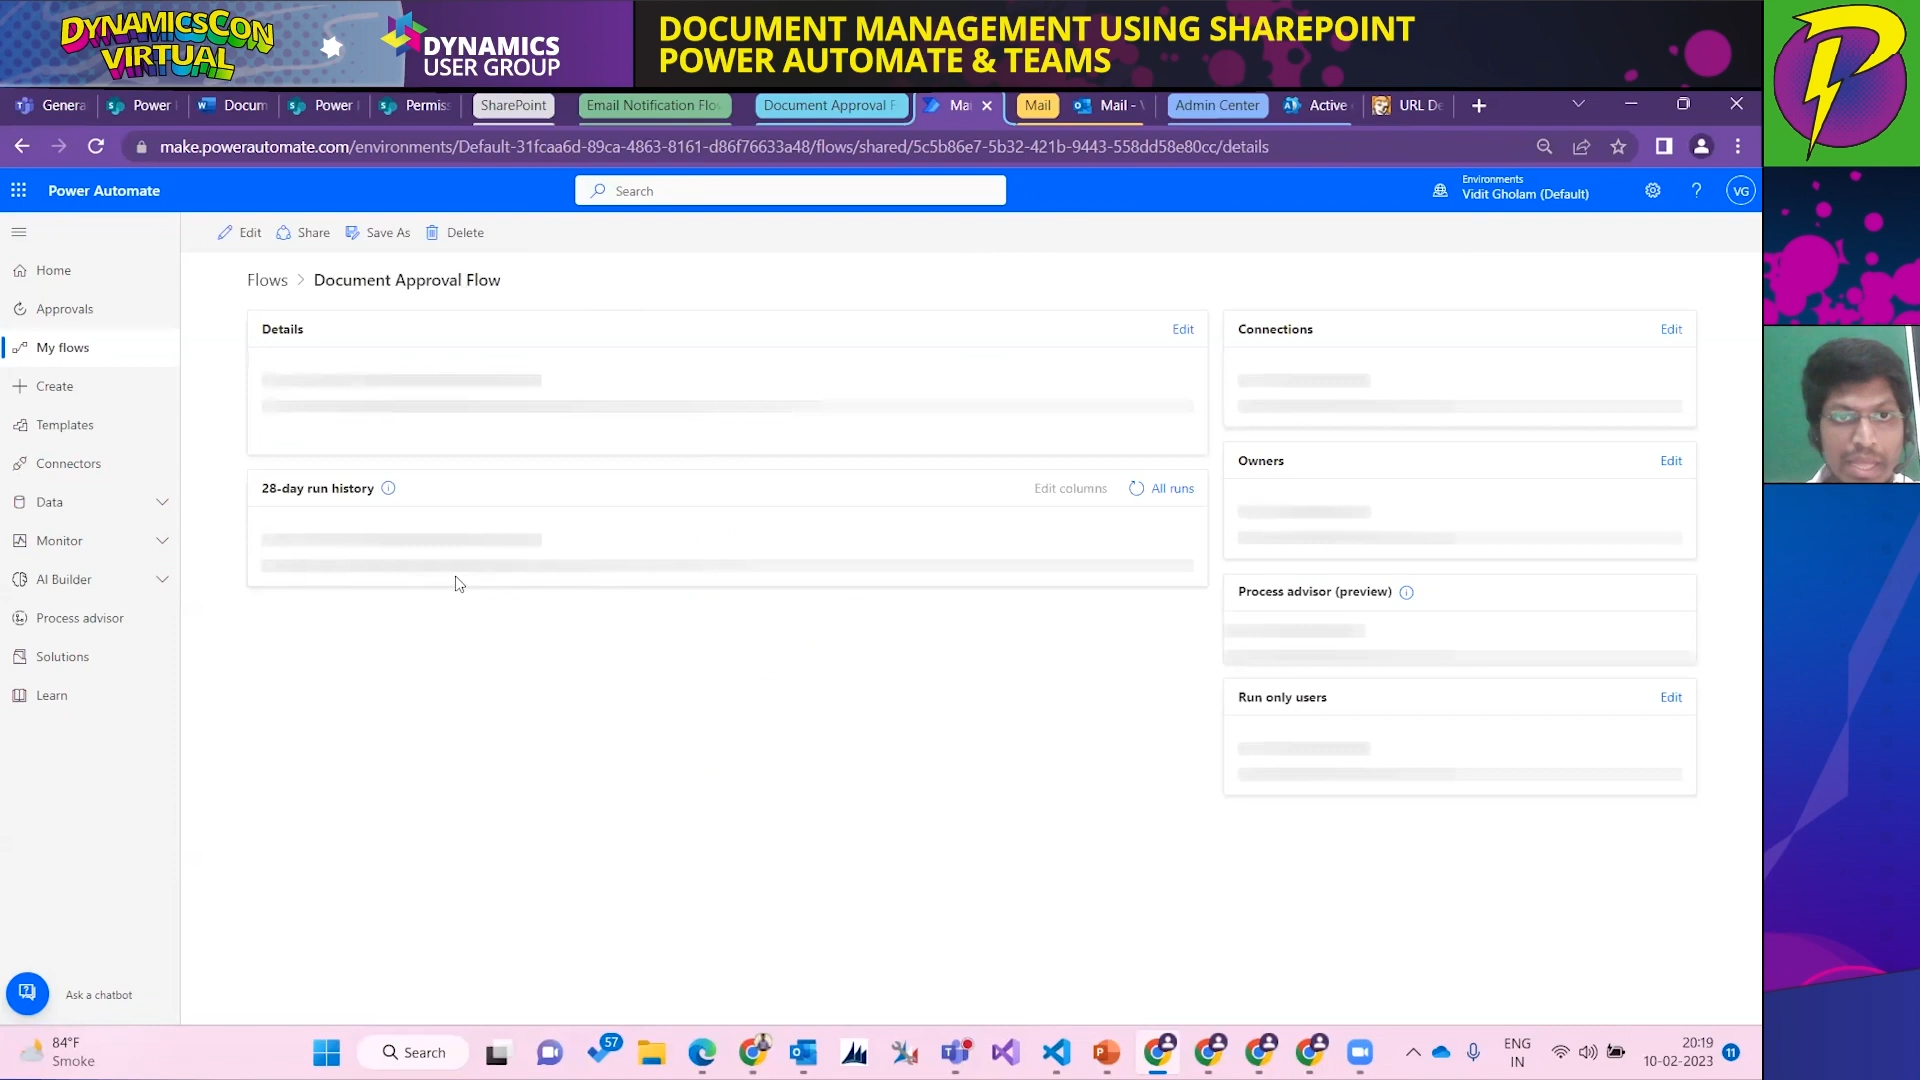 DYNAMICSCON
VIRTUAL
DYNAMICS
USER GROUP
DOCUMENT MANAGEMENT USING SHAREPOINT
POWER AUTOMATE & TEAMS
Genera
Power
Docum
Power
Permis
SharePoint
Email Notification Flo
Document Approval F
Ma
Mail
Mail -
Admin Center
Active
URL De
make.powerautomate.com/environments/Default-31fcaa6d-89ca-4863-8161-d86f76633a48/flows/shared/5c5b86e7-5b32-421b-9443-558dd58e80cc/details
Power Automate
Search
Environments
Vidit Gholam (Default)
VG
Edit
Share
Save As
Delete
Home
Approvals
My flows
Create
Templates
Connectors
Data
Monitor
AI Builder
Process advisor
Solutions
Learn
Ask a chatbot
Flows > Document Approval Flow
Details
Edit
28-day run history
Edit columns
All runs
Connections
Edit
Owners
Edit
Process advisor (preview)
Run only users
Edit
84°F
Smoke
Search
57
ENG
IN
20:19
10-02-2023
11